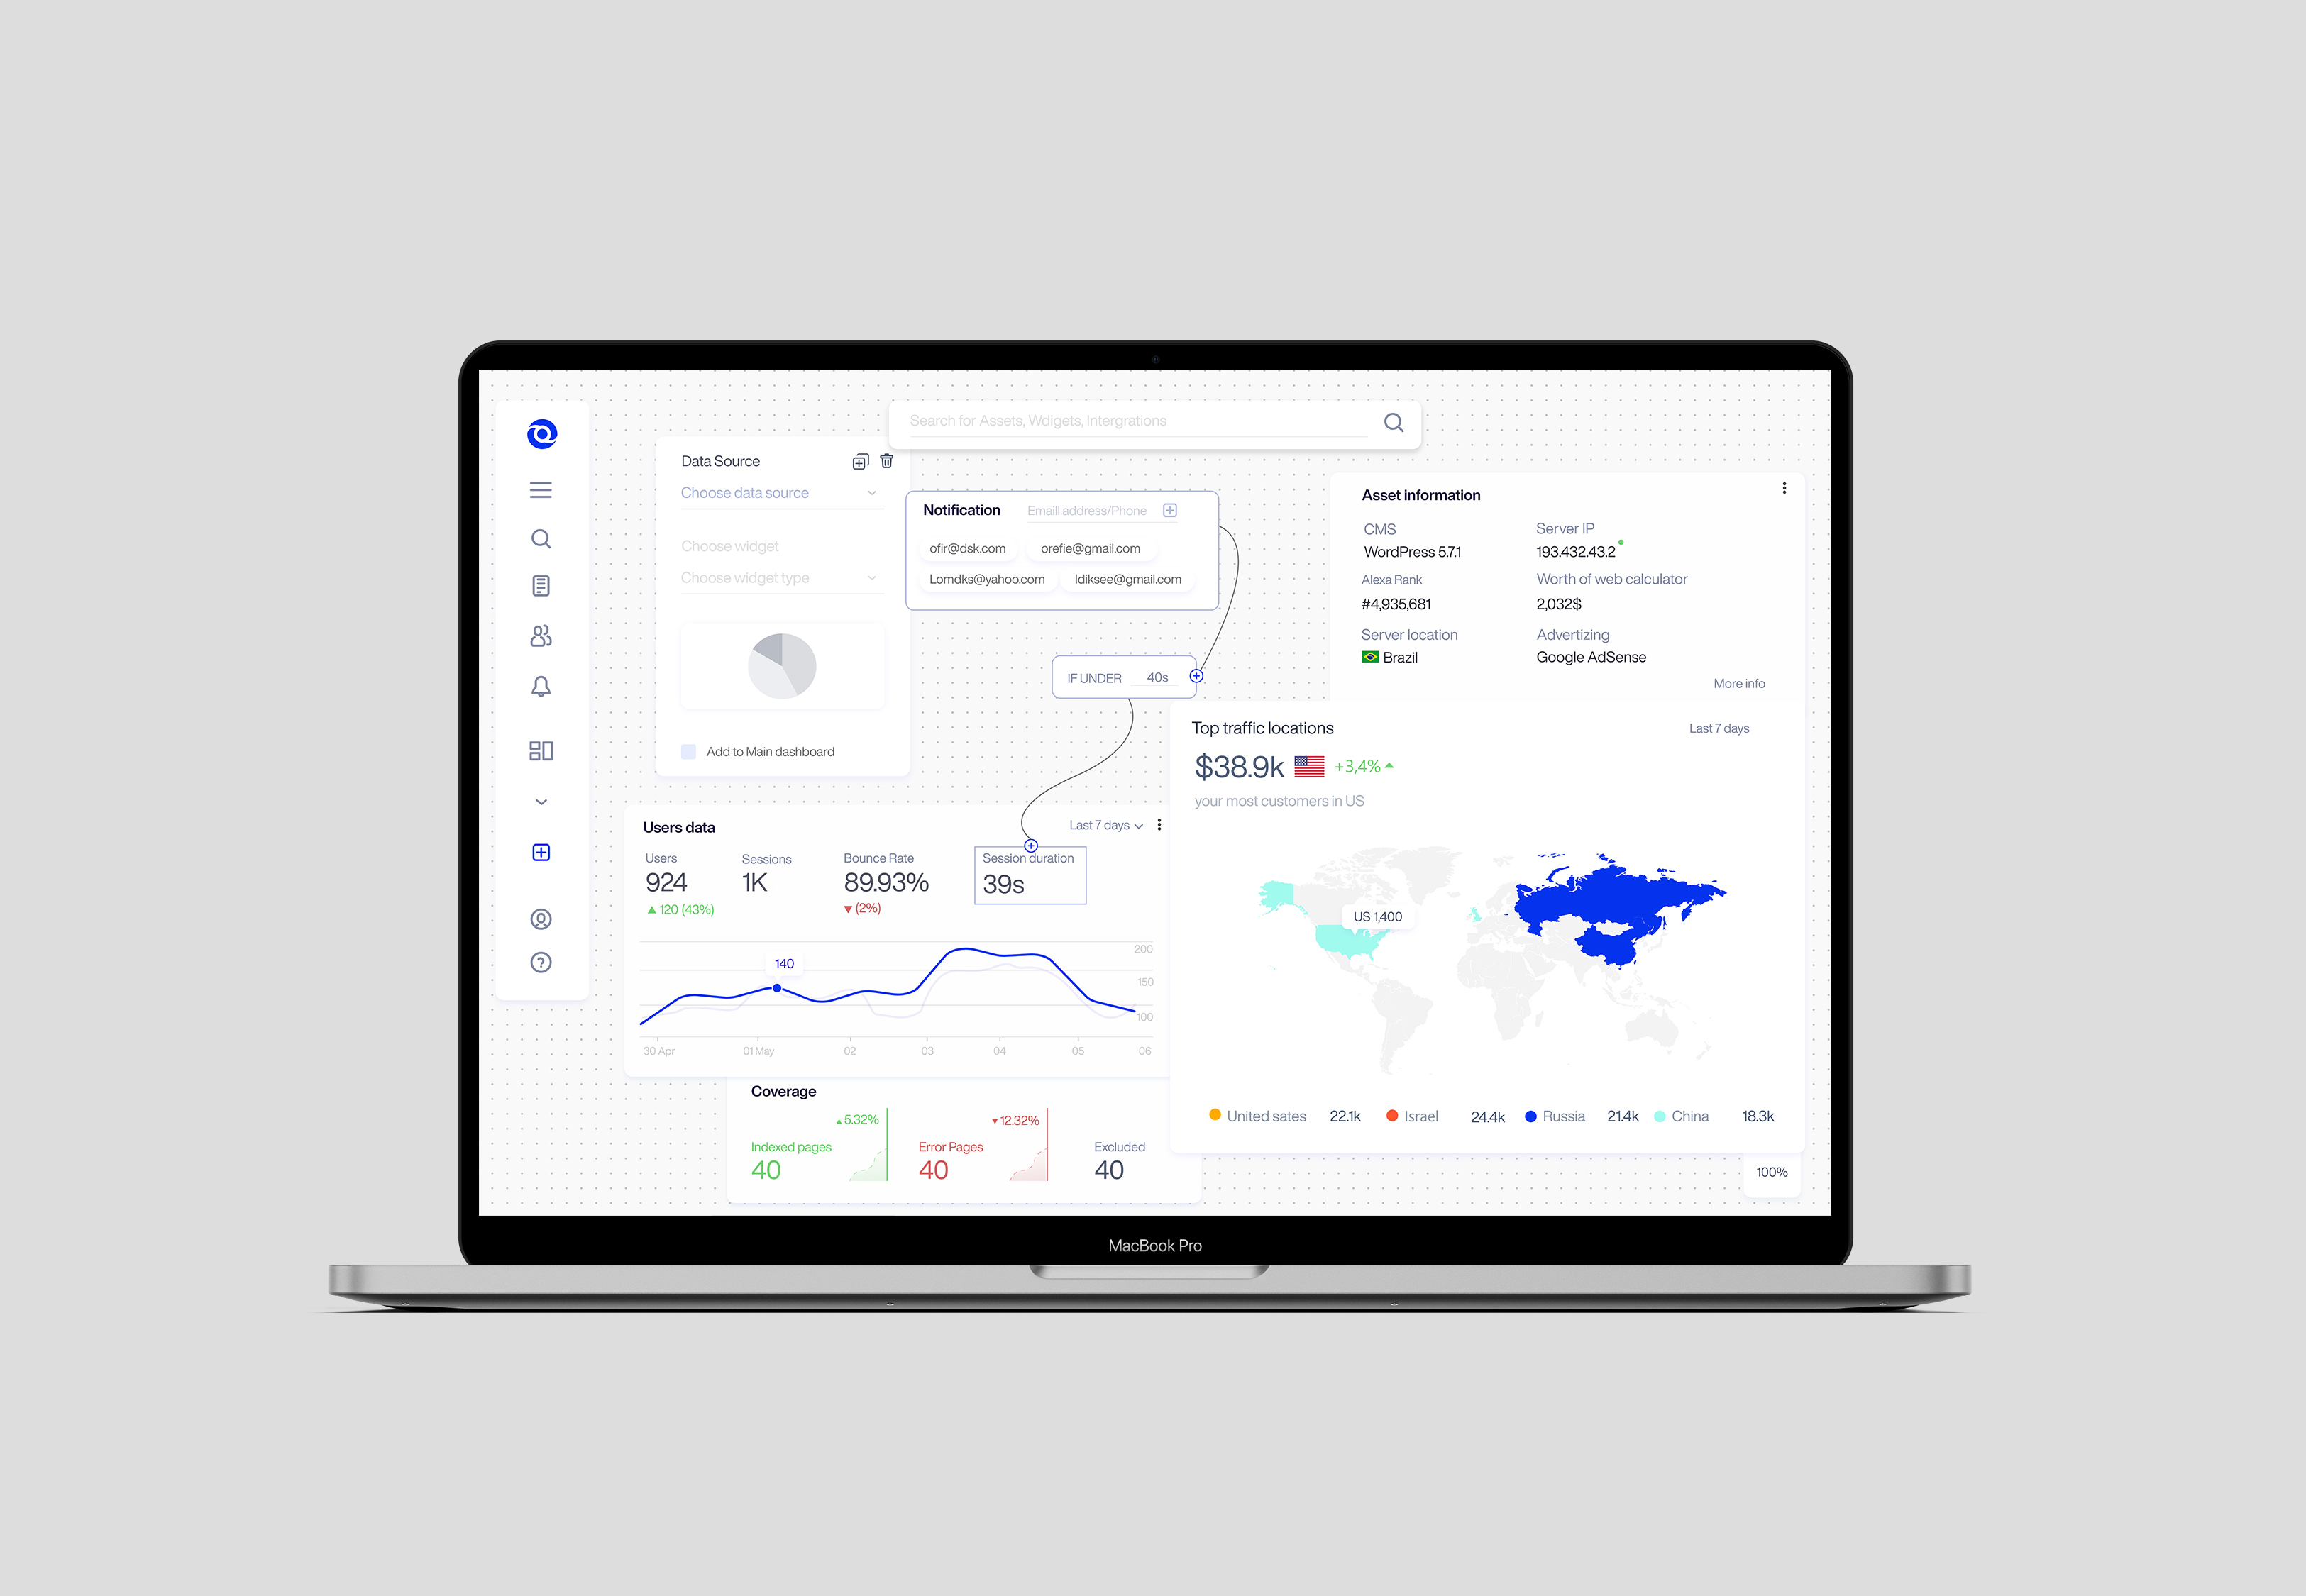 Search for Assets, Wdigets, Intergrations
Data Source
Choose data source
Choose widget
Choose widget type
Add to Main dashboard
Notification
Emaill address/Phone
ofir@dsk.com
orefie@gmail.com
Lomdks@yahoo.com
ldiksee@gmail.com
IF UNDER
40s
Asset information
CMS
Server IP
WordPress 5.7.1
193.432.43.2
Alexa Rank
Worth of web calculator
#4,935,681
2,032$
Server location
Advertizing
Brazil
Google AdSense
More info
Top traffic locations
Last 7 days
$38.9k
+3,4%
your most customers in US
US 1,400
United sates
22.1k
Israel
24.4k
Russia
21.4k
China
18.3k
Users data
Last 7 days
Users
Sessions
Bounce Rate
Session duration
924
1K
89.93%
39s
120 (43%)
(2%)
140
200
150
100
30 Apr
01 May
02
03
04
05
06
Coverage
5.32%
12.32%
Indexed pages
Error Pages
Excluded
40
40
40
100%
MacBook Pro